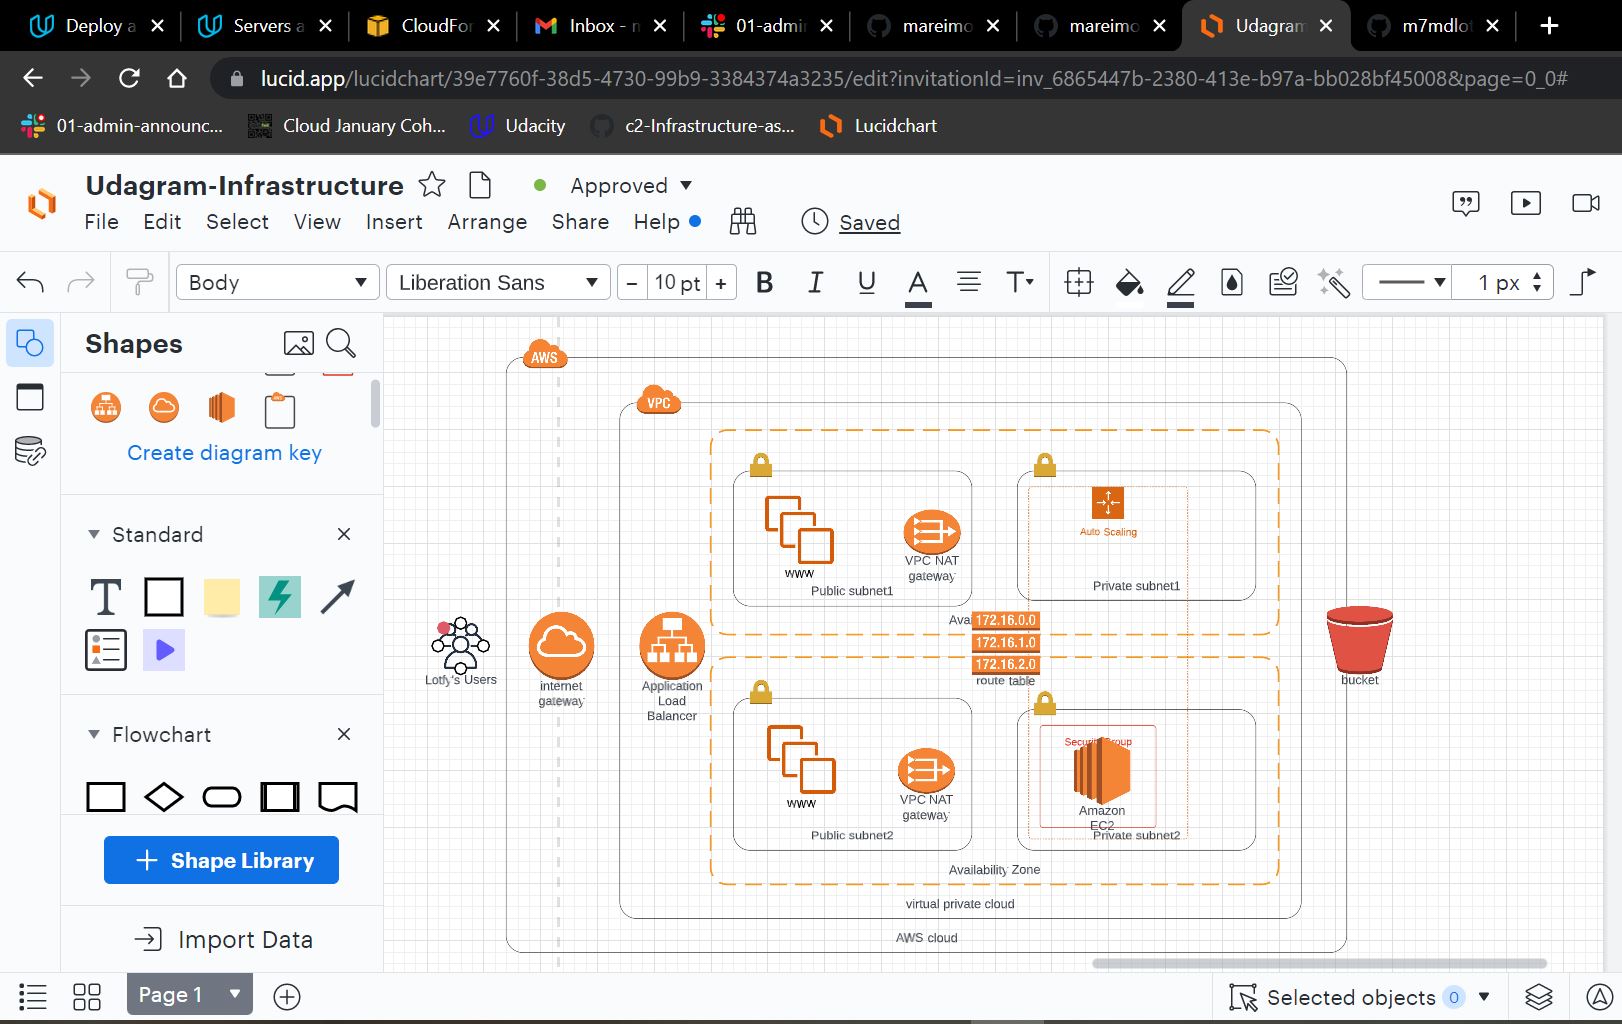 Deploy a
Servers a
CloudFor
Inbox - m
01-admin
mareimo
mareimo
Udagram
m7mdlot
lucid.app/lucidchart/39e7760f-38d5-4730-99b9-3384374a3235/edit?invitationId=inv_6865447b-2380-413e-b97a-bb028bf45008&page=0_0#
01-admin-announc...
Cloud January Coh...
Udacity
c2-Infrastructure-as...
Lucidchart
Udagram-Infrastructure
Approved
File Edit Select View Insert Arrange Share Help
Saved
Body
Liberation Sans
− 10 pt +
B I U A T
1 px
Shapes
Create diagram key
Standard
T
Flowchart
+ Shape Library
Import Data
AWS
VPC
www
VPC NAT
gateway
Public subnet1
Auto Scaling
Private subnet1
Ava
172.16.0.0
172.16.1.0
172.16.2.0
route table
Lotfy's Users
internet
gateway
Application
Load
Balancer
bucket
www
VPC NAT
gateway
Public subnet2
Security Group
Amazon
EC2
Private subnet2
Availability Zone
virtual private cloud
AWS cloud
Page 1
Selected objects 0